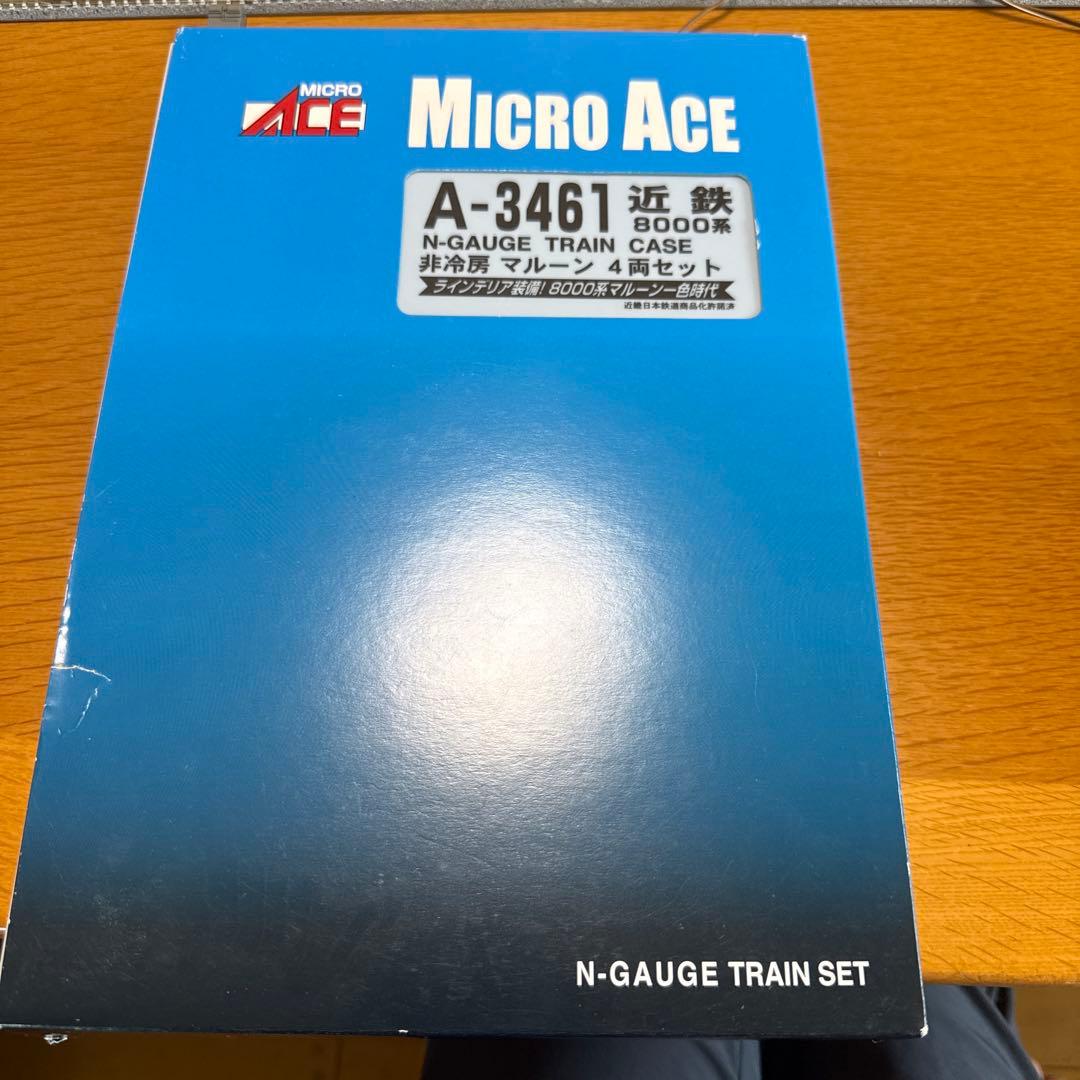 MICRO
ACE
MICRO ACE
A-3461 近鉄
8000系
N-GAUGE TRAIN CASE
非冷房 マルーン 4両セット
ラインデリア装備! 8000系マルーン一色時代
近畿日本鉄道商品化許諾済
N-GAUGE TRAIN SET